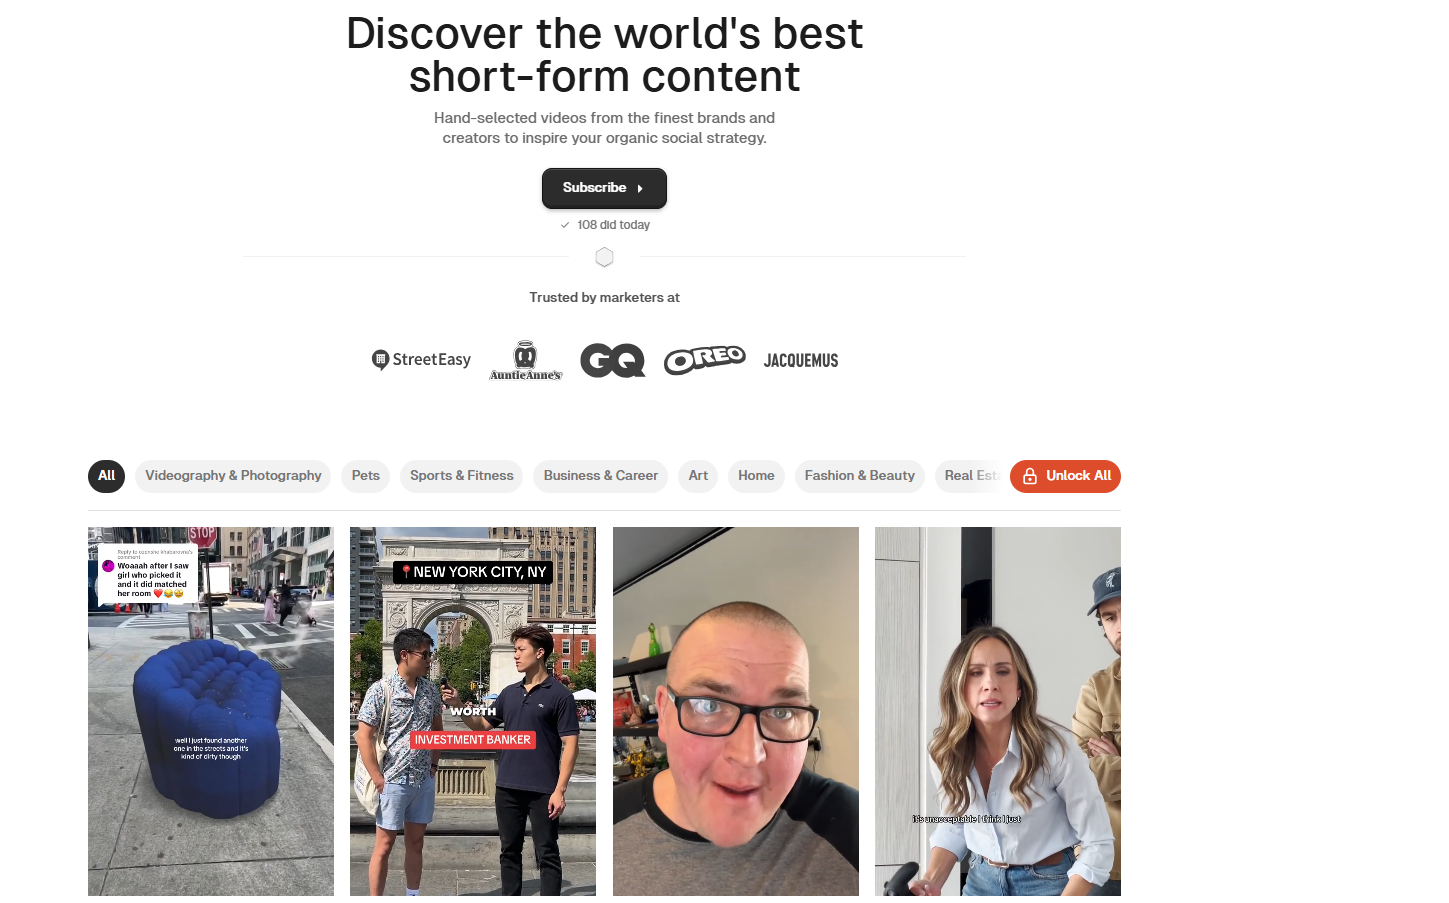 Discover the world's best
short-form content
Hand-selected videos from the finest brands and
creators to inspire your organic social strategy.
Subscribe
108 did today
Trusted by marketers at
StreetEasy
AuntieAnne's
GQ
OREO
JACQUEMUS
All
Videography & Photography
Pets
Sports & Fitness
Business & Career
Art
Home
Fashion & Beauty
Real Esta
Unlock All
STOP
Reply to
comment
Woaaah after I saw
girl who picked it
and it did matched
her room ❤️😂🤩
well i just found another
one in the streets and it's
kind of dirty though
📍NEW YORK CITY, NY
WORTH
INVESTMENT BANKER
it's unacceptable I think I just